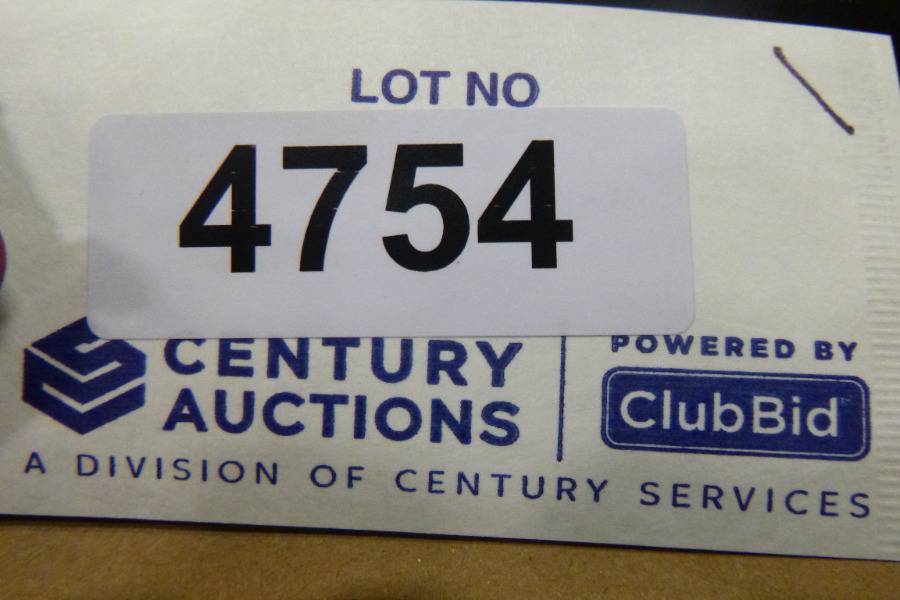 LOT NO
4754
CENTURY
AUCTIONS
A DIVISION OF CENTURY SERVICES
POWERED BY
ClubBid